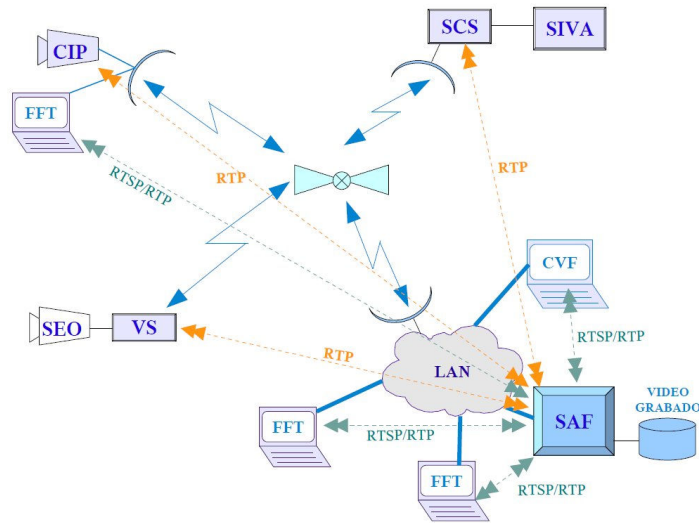 SCS
SIVA
CIP
FFT
RTP
RTP
RTSP/RTP
CVF
SEO
VS
RTP
RTSP/RTP
LAN
VIDEO
GRABADO
SAF
FFT
RTSP/RTP
FFT
RTSP/RTP